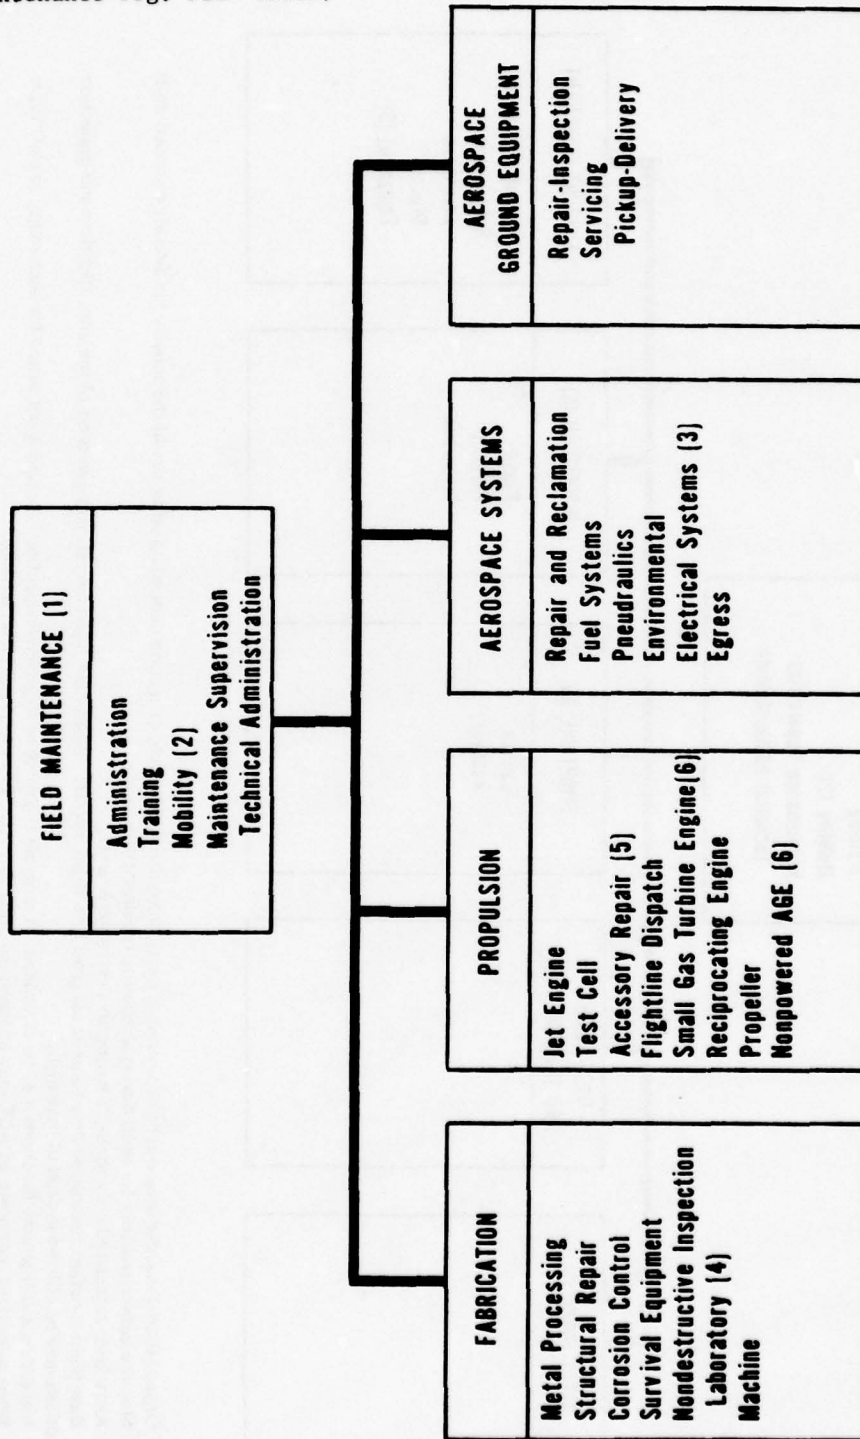 FIELD MAINTENANCE (1)
Administration
Training
Mobility (2)
Maintenance Supervision
Technical Administration
FABRICATION
Metal Processing
Structural Repair
Corrosion Control
Survival Equipment
Nondestructive Inspection
Laboratory (4)
Machine
PROPULSION
Jet Engine
Test Cell
Accessory Repair (5)
Flightline Dispatch
Small Gas Turbine Engine(6)
Reciprocating Engine
Propeller
Nonpowered AGE (6)
AEROSPACE SYSTEMS
Repair and Reclamation
Fuel Systems
Pneudraulics
Environmental
Electrical Systems (3)
Egress
AEROSPACE
GROUND EQUIPMENT
Repair-Inspection
Servicing
Pickup-Delivery